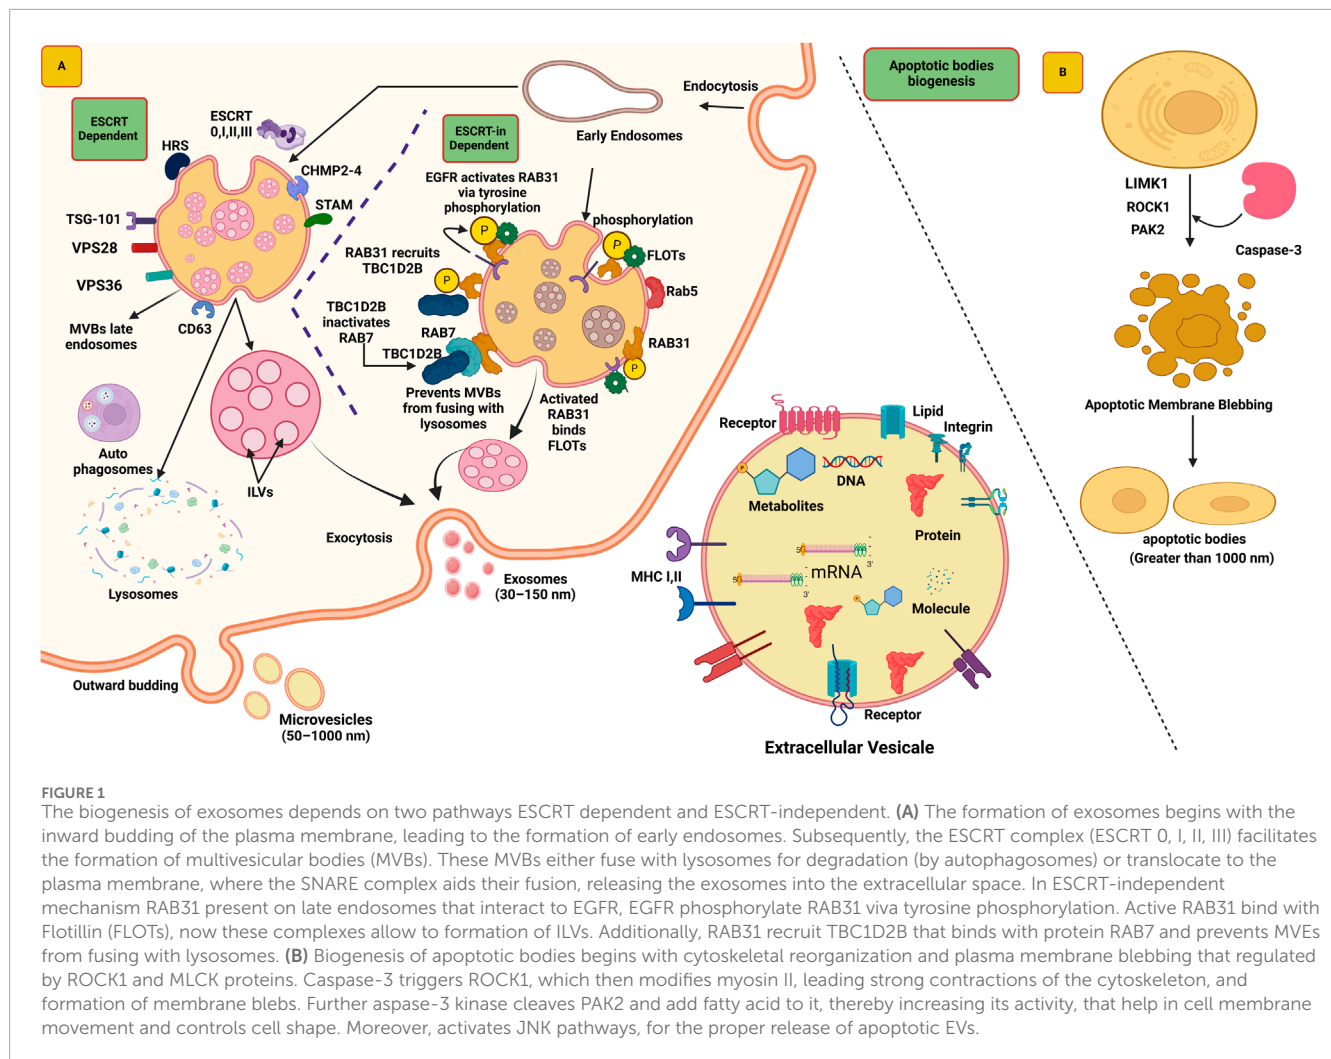 A
ESCRT
Dependent
ESCRT
0,I,II,III
HRS
CHMP2-4
STAM
TSG-101
VPS28
VPS36
CD63
MVBs late
endosomes
Auto
phagosomes
ILVs
Lysosomes
Endocytosis
Early Endosomes
ESCRT-in
Dependent
EGFR activates RAB31
via tyrosine
phosphorylation
P
phosphorylation
P
FLOTs
RAB31 recruits
TBC1D2B
P
Rab5
TBC1D2B
inactivates
RAB7
RAB7
TBC1D2B
RAB31
P
Prevents MVBs
from fusing with
lysosomes
Activated
RAB31
binds
FLOTs
Exocytosis
Exosomes
(30–150 nm)
Outward budding
Microvesicles
(50–1000 nm)
Receptor
Lipid
Integrin
P
Metabolites
DNA
Protein
MHC I,II
5G
3'
mRNA
5G
3'
P
Molecule
Receptor
Extracellular Vesicale
Apoptotic bodies
biogenesis
B
LIMK1
ROCK1
PAK2
Caspase-3
Apoptotic Membrane Blebbing
apoptotic bodies
(Greater than 1000 nm)
FIGURE 1
The biogenesis of exosomes depends on two pathways ESCRT dependent and ESCRT-independent. (A) The formation of exosomes begins with the
inward budding of the plasma membrane, leading to the formation of early endosomes. Subsequently, the ESCRT complex (ESCRT 0, I, II, III) facilitates
the formation of multivesicular bodies (MVBs). These MVBs either fuse with lysosomes for degradation (by autophagosomes) or translocate to the
plasma membrane, where the SNARE complex aids their fusion, releasing the exosomes into the extracellular space. In ESCRT-independent
mechanism RAB31 present on late endosomes that interact to EGFR, EGFR phosphorylate RAB31 viva tyrosine phosphorylation. Active RAB31 bind with
Flotillin (FLOTs), now these complexes allow to formation of ILVs. Additionally, RAB31 recruit TBC1D2B that binds with protein RAB7 and prevents MVEs
from fusing with lysosomes. (B) Biogenesis of apoptotic bodies begins with cytoskeletal reorganization and plasma membrane blebbing that regulated
by ROCK1 and MLCK proteins. Caspase-3 triggers ROCK1, which then modifies myosin II, leading strong contractions of the cytoskeleton, and
formation of membrane blebs. Further aspase-3 kinase cleaves PAK2 and add fatty acid to it, thereby increasing its activity, that help in cell membrane
movement and controls cell shape. Moreover, activates JNK pathways, for the proper release of apoptotic EVs.